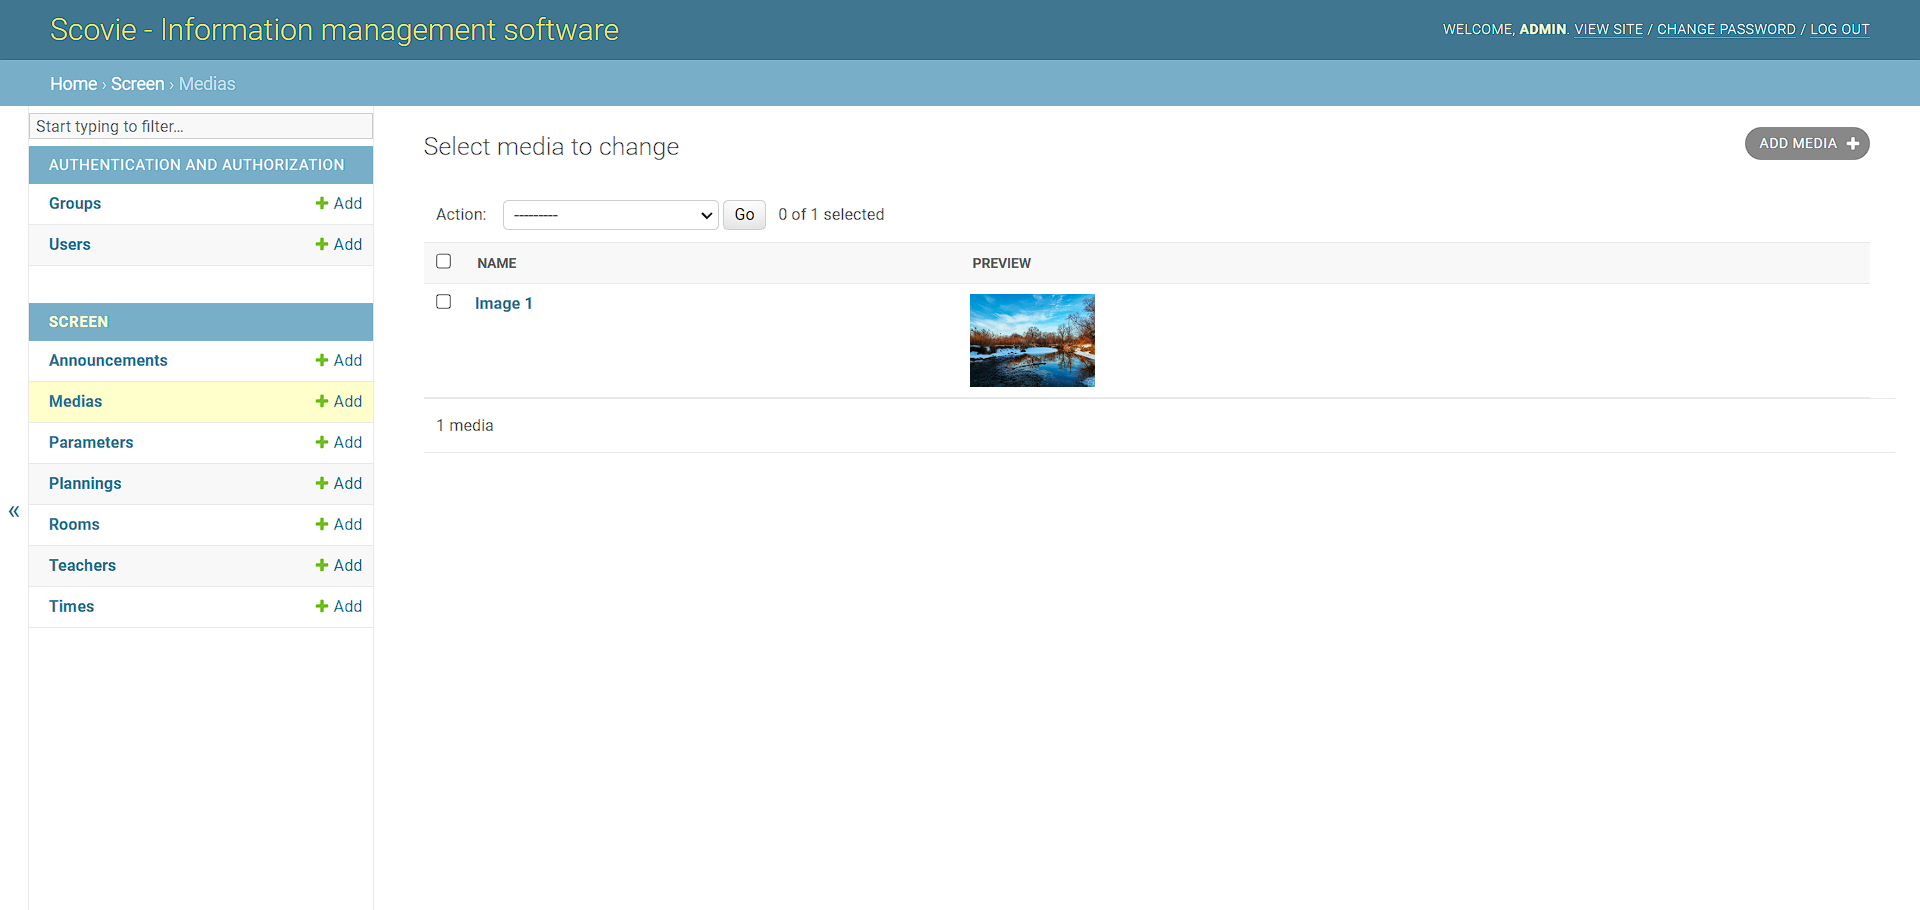 Scovie - Information management software
WELCOME, ADMIN. VIEW SITE / CHANGE PASSWORD / LOG OUT
Home › Screen › Medias
Start typing to filter...
AUTHENTICATION AND AUTHORIZATION
Groups + Add
Users + Add
SCREEN
Announcements + Add
Medias + Add
Parameters + Add
Plannings + Add
Rooms + Add
Teachers + Add
Times + Add
«
Select media to change
ADD MEDIA +
Action: --------- Go 0 of 1 selected
NAME PREVIEW
Image 1
1 media